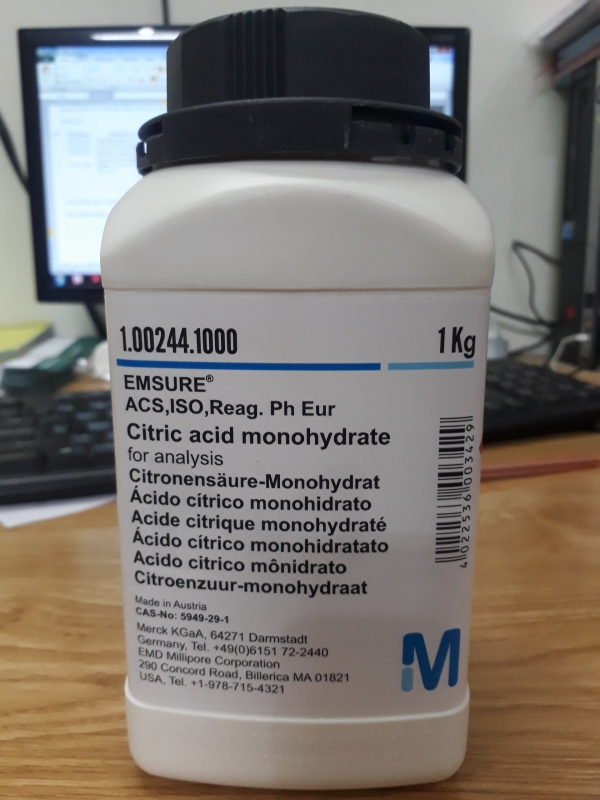 1.00244.1000
1 Kg
EMSURE®
ACS,ISO,Reag. Ph Eur
Citric acid monohydrate
for analysis
Citronensäure-Monohydrat
Ácido cítrico monohidrato
Acide citrique monohydraté
Ácido cítrico monohidratato
Acido citrico mônidrato
Citroenzuur-monohydraat
Made in Austria
CAS-No: 5949-29-1
Merck KGaA, 64271 Darmstadt
Germany, Tel. +49(0)6151 72-2440
EMD Millipore Corporation
290 Concord Road, Billerica MA 01821
USA, Tel. +1-978-715-4321
4022536003429
M